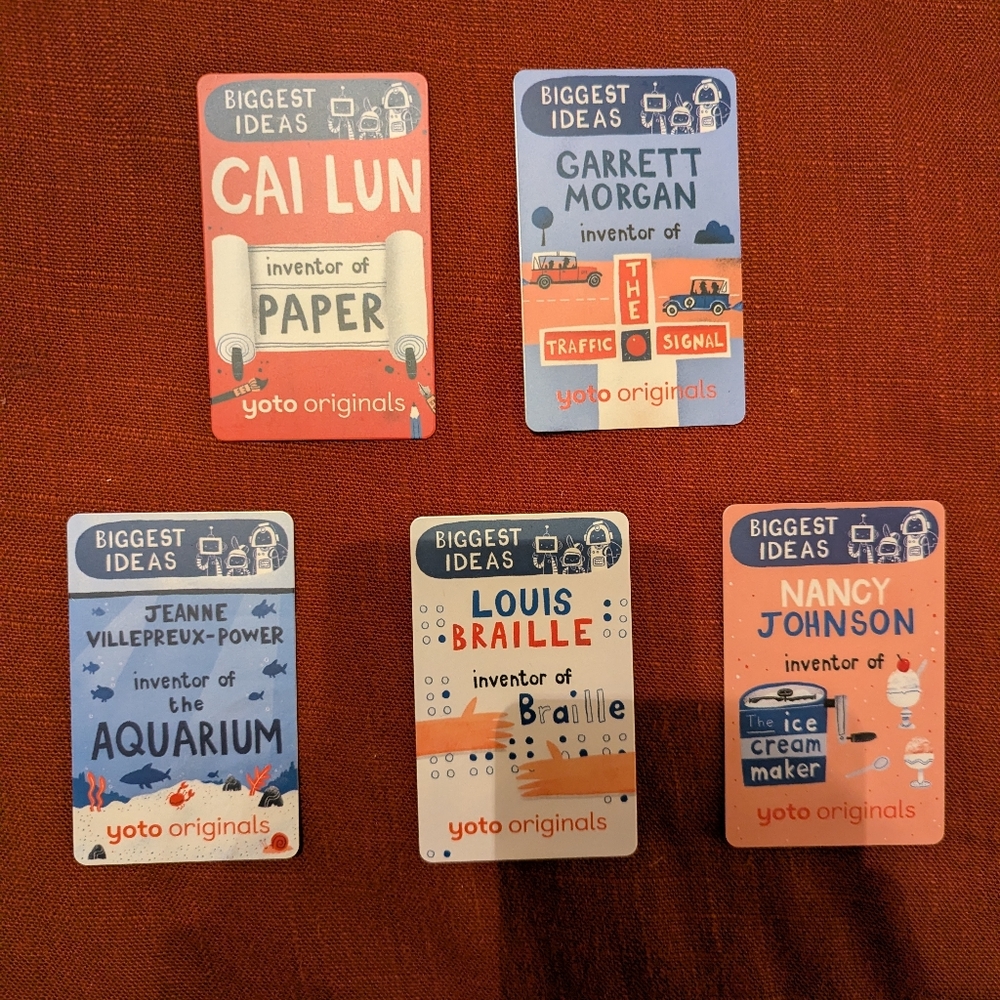 BIGGEST
IDEAS
CAI LUN
inventor of
PAPER
yoto originals
BIGGEST
IDEAS
GARRETT
MORGAN
inventor of
THE
TRAFFIC SIGNAL
yoto originals
BIGGEST
IDEAS
JEANNE
VILLEPREUX-POWER
inventor of
the
AQUARIUM
yoto originals
BIGGEST
IDEAS
LOUIS
BRAILLE
inventor of
Braille
yoto originals
BIGGEST
IDEAS
NANCY
JOHNSON
inventor of
The ice
cream
maker
yoto originals